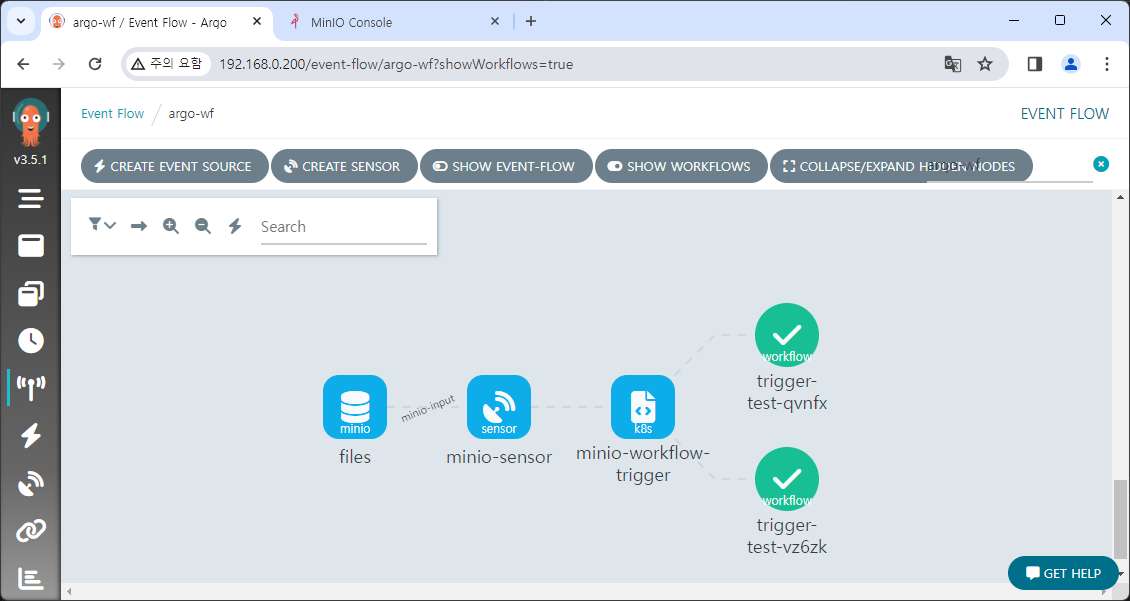 argo-wf / Event Flow - Argo
MinIO Console
주의 요함
192.168.0.200/event-flow/argo-wf?showWorkflows=true
v3.5.1
Event Flow
argo-wf
EVENT FLOW
CREATE EVENT SOURCE
CREATE SENSOR
SHOW EVENT-FLOW
SHOW WORKFLOWS
COLLAPSE/EXPAND HIDDEN NODES
argo-wf
Search
minio
files
minio-input
sensor
minio-sensor
k8s
minio-workflow-
trigger
workflow
trigger-
test-qvnfx
workflow
trigger-
test-vz6zk
GET HELP